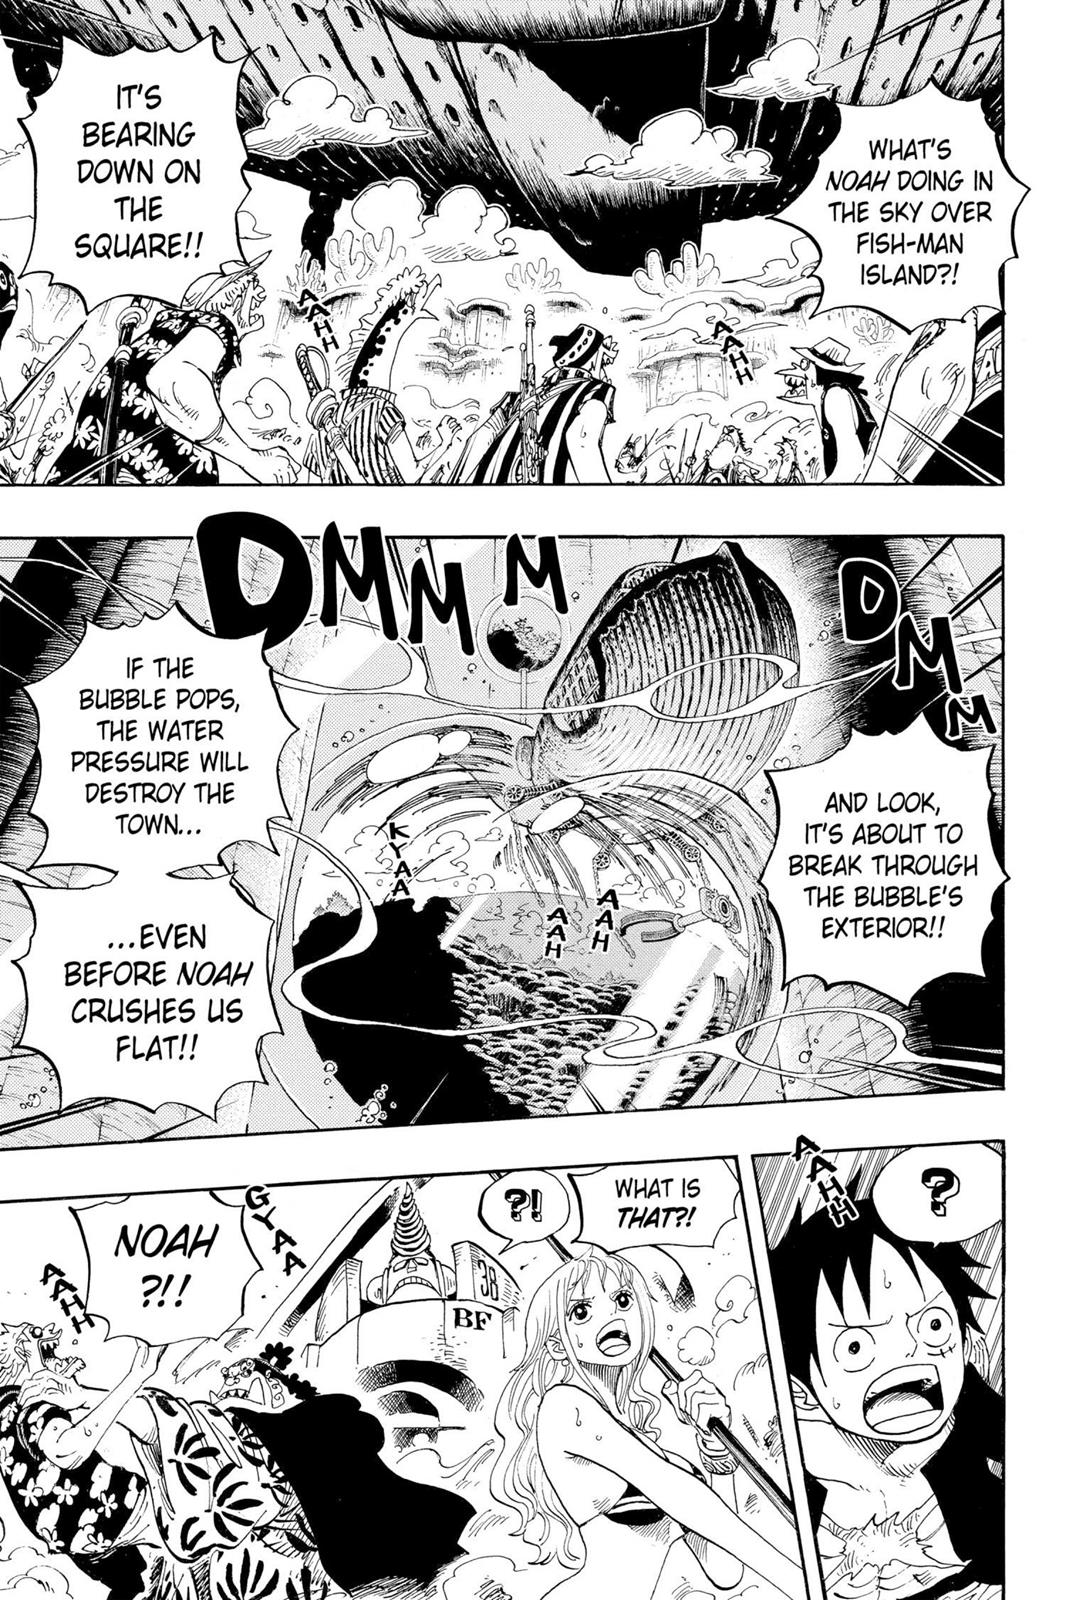 WHAT'S
NOAH DOING IN
THE SKY OVER
FISH-MAN
ISLAND?!
IT'S
BEARING
DOWN ON
THE
SQUARE!!
AAHH
AAHH
DMMM
DMM
AND LOOK,
IT'S ABOUT TO
BREAK THROUGH
THE BUBBLE'S
EXTERIOR!!
IF THE
BUBBLE POPS,
THE WATER
PRESSURE WILL
DESTROY THE
TOWN...
...EVEN
BEFORE NOAH
CRUSHES US
FLAT!!
KYAA
AAH
AAH
AAHH
?
WHAT IS
THAT?!
?!
38
BF
GYAA
NOAH
?!!
AAHH